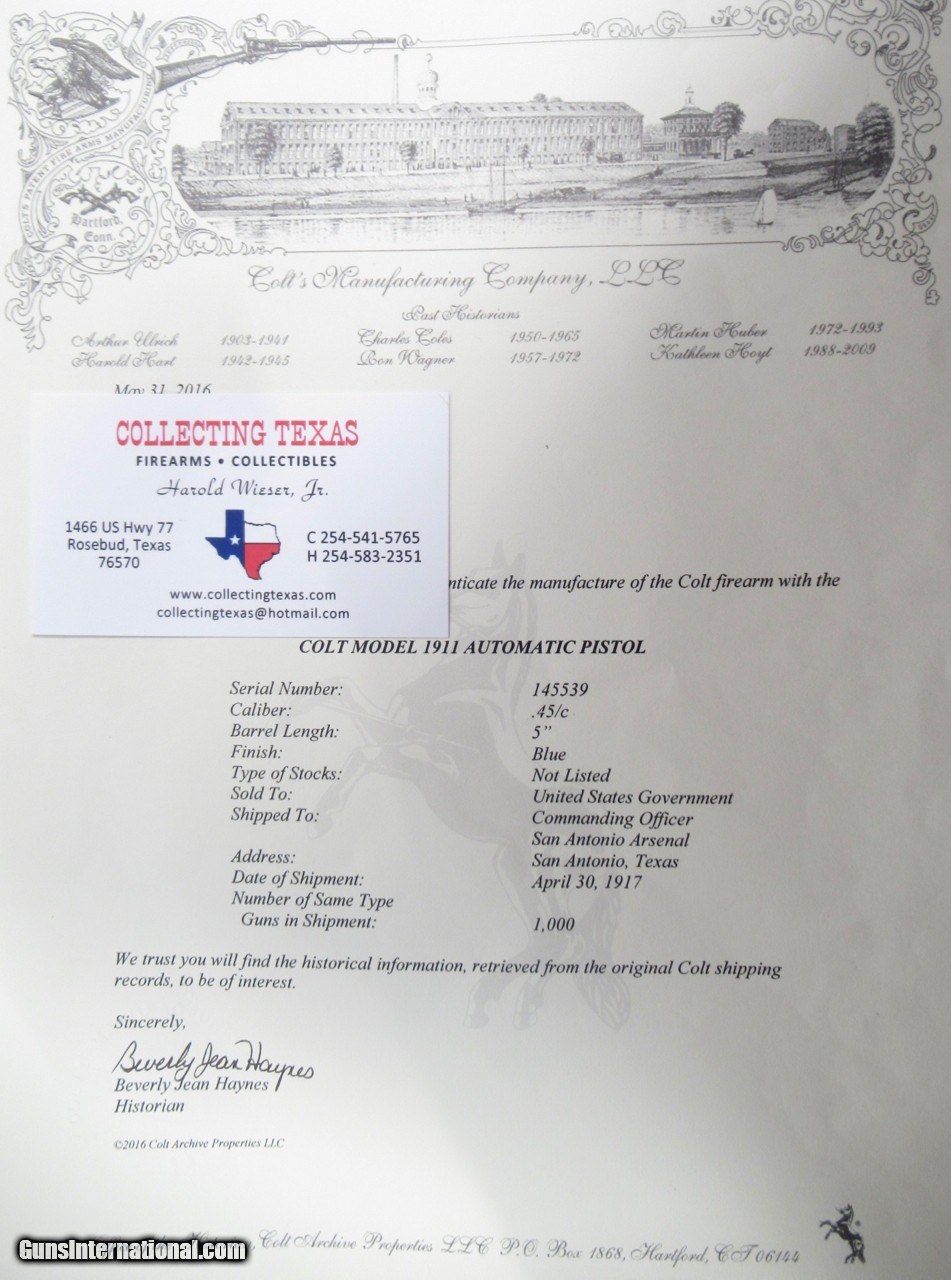 COLT'S PATENT FIRE ARMS MANUFACTURING
Hartford,
Conn.
Colt's Manufacturing Company, LLC
Past Historians
Arthur Ulrich 1903-1941 Charles Coles 1950-1965 Martin Huber 1972-1993
Harold Hart 1942-1945 Ron Wagner 1957-1972 Kathleen Hoyt 1988-2009
May 31, 2016
COLLECTING TEXAS
FIREARMS • COLLECTIBLES
Harold Wieser, Jr.
1466 US Hwy 77
Rosebud, Texas
76570
C 254-541-5765
H 254-583-2351
www.collectingtexas.com
collectingtexas@hotmail.com
nticate the manufacture of the Colt firearm with the
COLT MODEL 1911 AUTOMATIC PISTOL
Serial Number: 145539
Caliber: .45/c
Barrel Length: 5"
Finish: Blue
Type of Stocks: Not Listed
Sold To: United States Government
Shipped To: Commanding Officer
San Antonio Arsenal
Address: San Antonio, Texas
Date of Shipment: April 30, 1917
Number of Same Type
Guns in Shipment: 1,000
We trust you will find the historical information, retrieved from the original Colt shipping
records, to be of interest.
Sincerely,
Beverly Jean Haynes
Beverly Jean Haynes
Historian
©2016 Colt Archive Properties LLC
Colt Archive Properties LLC P.O. Box 1868, Hartford, CT 06144
GunsInternational.com